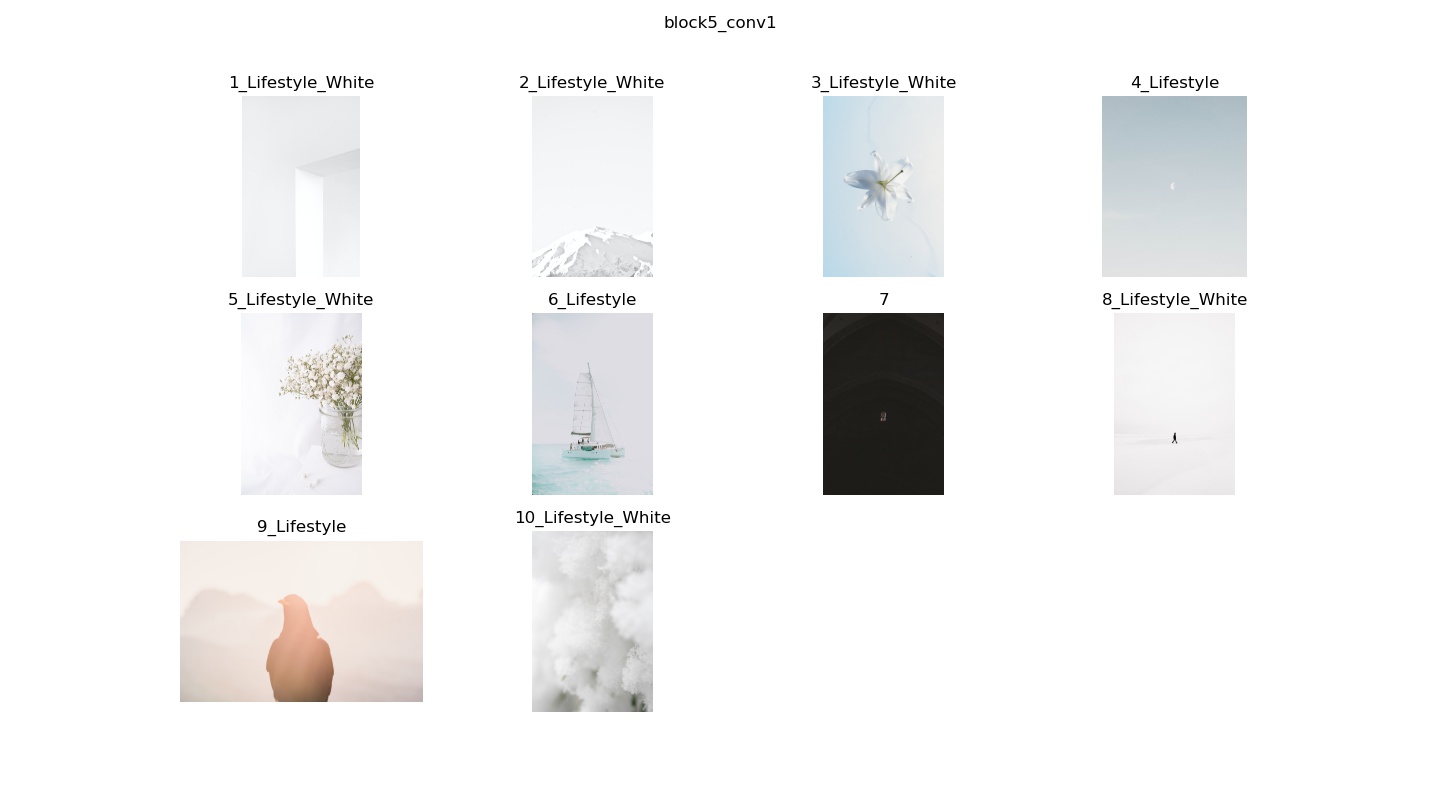 block5_conv1
1_Lifestyle_White
2_Lifestyle_White
3_Lifestyle_White
4_Lifestyle
5_Lifestyle_White
6_Lifestyle
7
8_Lifestyle_White
9_Lifestyle
10_Lifestyle_White